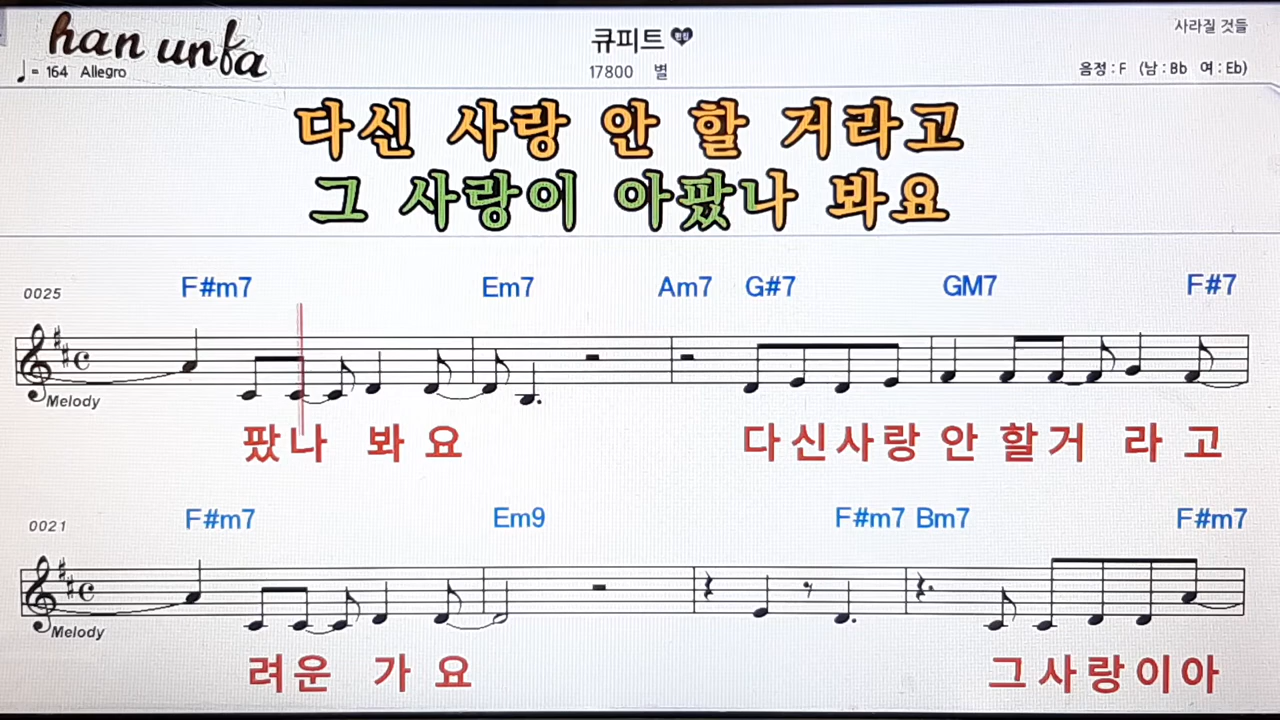 han unfa
= 164 Allegro
큐피트
17800 별
사라질 것들
음정 : F (남 : Bb 여 : Eb)
다신 사랑 안 할 거라고
그 사랑이 아팠나 봐요
0025 F#m7 Em7 Am7 G#7 GM7 F#7
Melody
팠나 봐 요 다신사랑 안 할거 라 고
0021 F#m7 Em9 F#m7 Bm7 F#m7
Melody
려운 가 요 그사랑이아